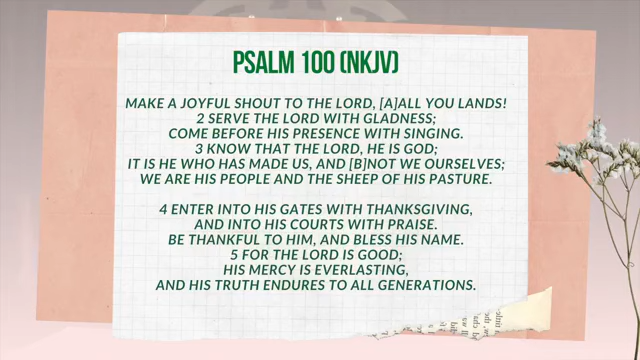 PSALM 100 (NKJV)
MAKE A JOYFUL SHOUT TO THE LORD, [A]ALL YOU LANDS!
2 SERVE THE LORD WITH GLADNESS;
COME BEFORE HIS PRESENCE WITH SINGING.
3 KNOW THAT THE LORD, HE IS GOD;
IT IS HE WHO HAS MADE US, AND [B]NOT WE OURSELVES;
WE ARE HIS PEOPLE AND THE SHEEP OF HIS PASTURE.
4 ENTER INTO HIS GATES WITH THANKSGIVING,
AND INTO HIS COURTS WITH PRAISE.
BE THANKFUL TO HIM, AND BLESS HIS NAME.
5 FOR THE LORD IS GOOD;
HIS MERCY IS EVERLASTING,
AND HIS TRUTH ENDURES TO ALL GENERATIONS.